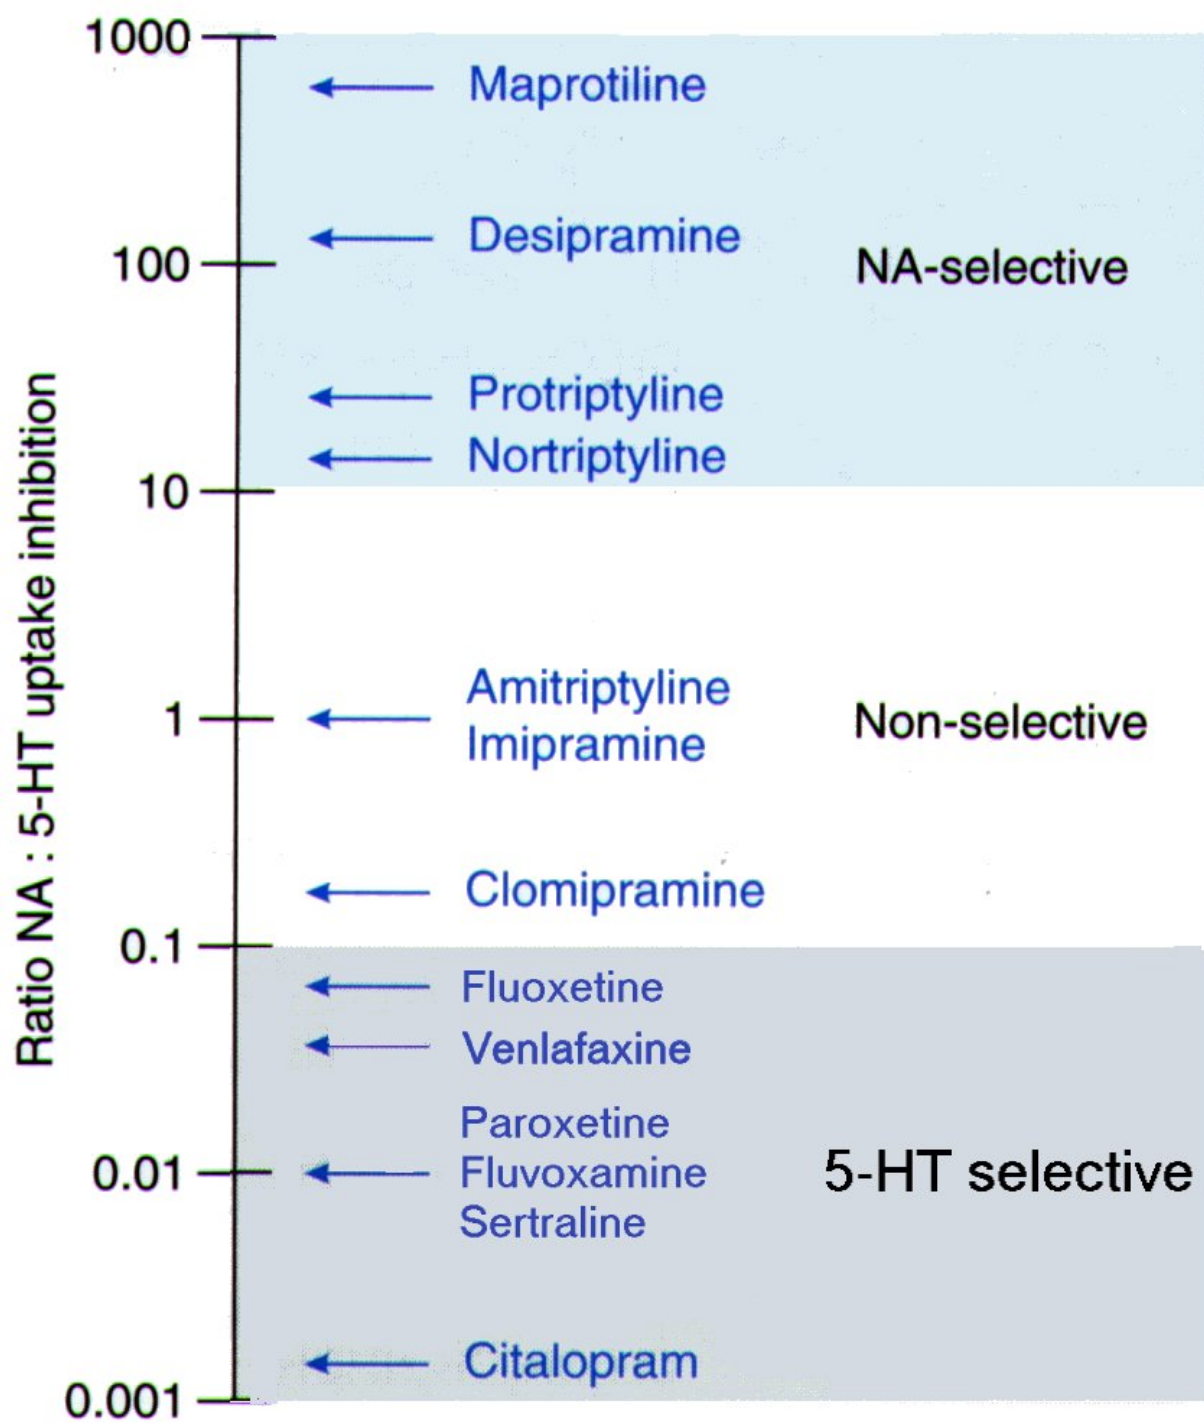 1000
Maprotiline
Desipramine
100
NA-selective
Protriptyline
Nortriptyline
10
Ratio NA : 5-HT uptake inhibition
Amitriptyline
1
Imipramine
Non-selective
Clomipramine
0.1
Fluoxetine
Venlafaxine
Paroxetine
0.01
Fluvoxamine
5-HT selective
Sertraline
Citalopram
0.001